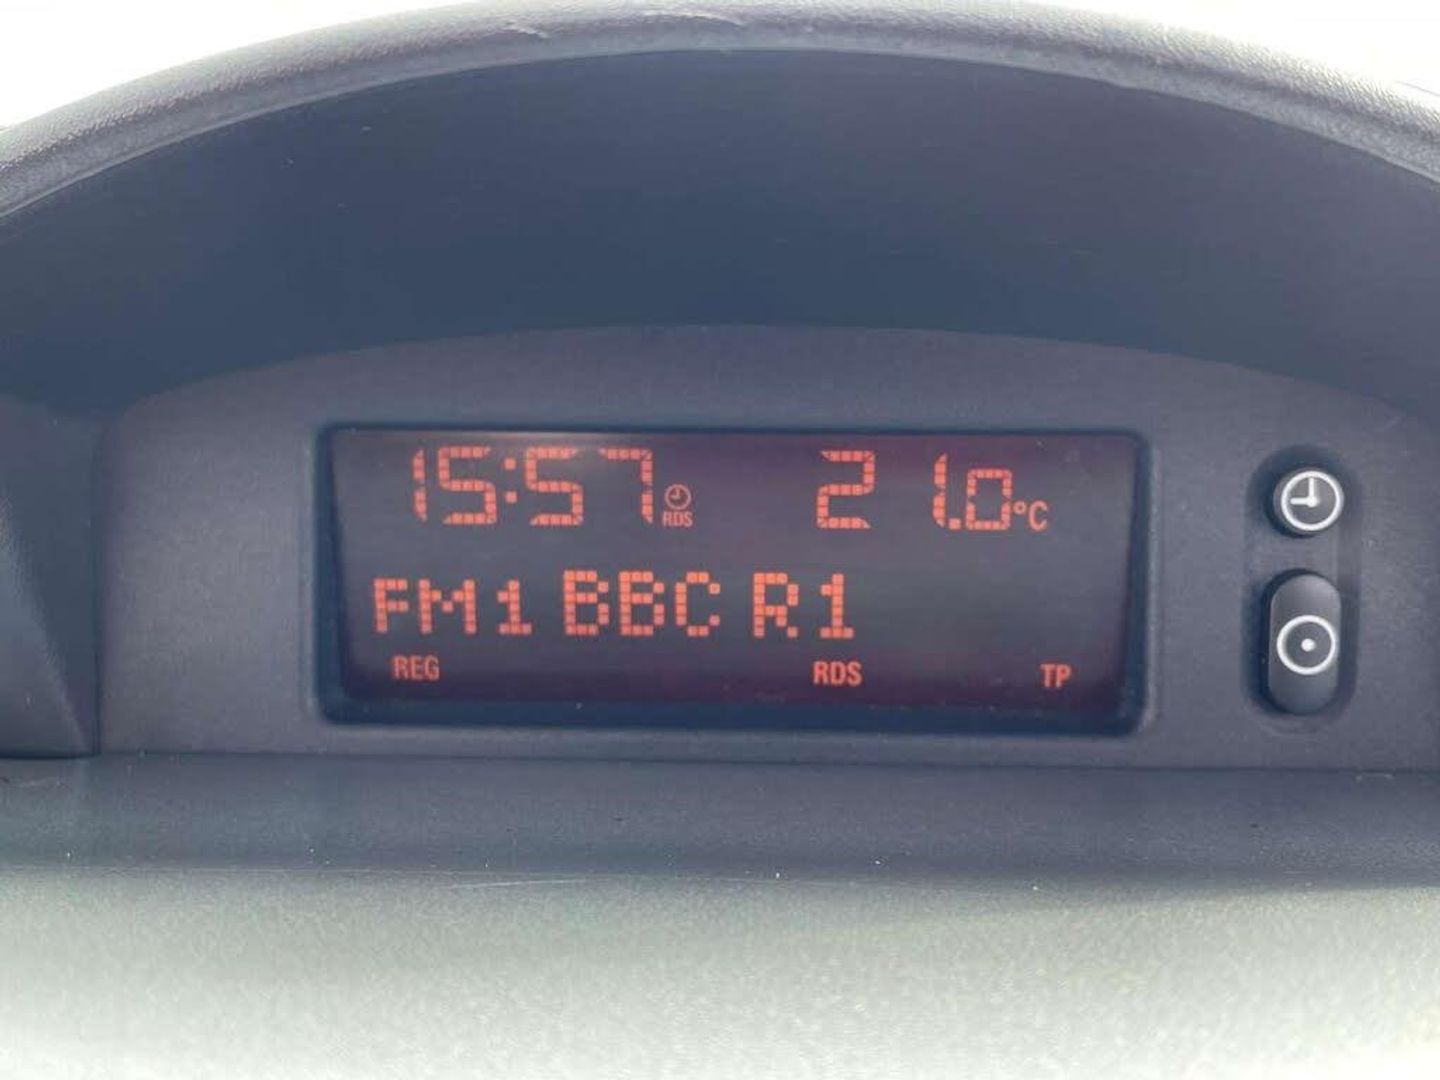 15:57 RDS 21.0°C
FM1 BBC R1
REG RDS TP